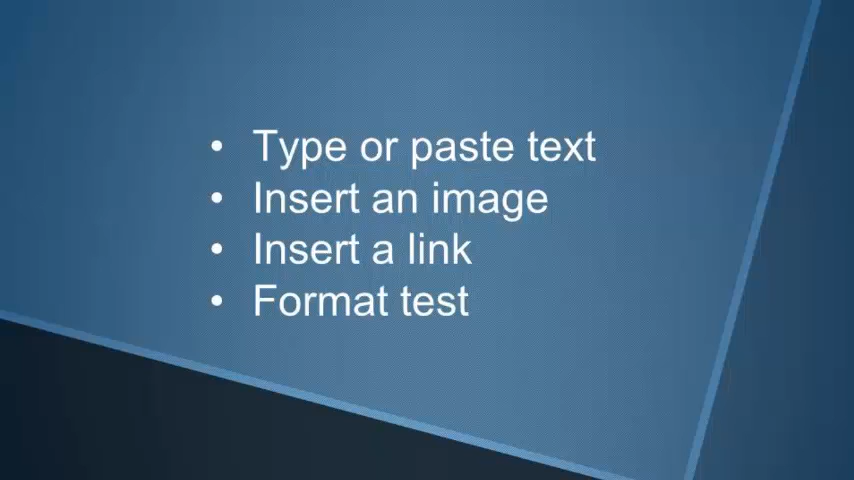 • Type or paste text
• Insert an image
• Insert a link
• Format test